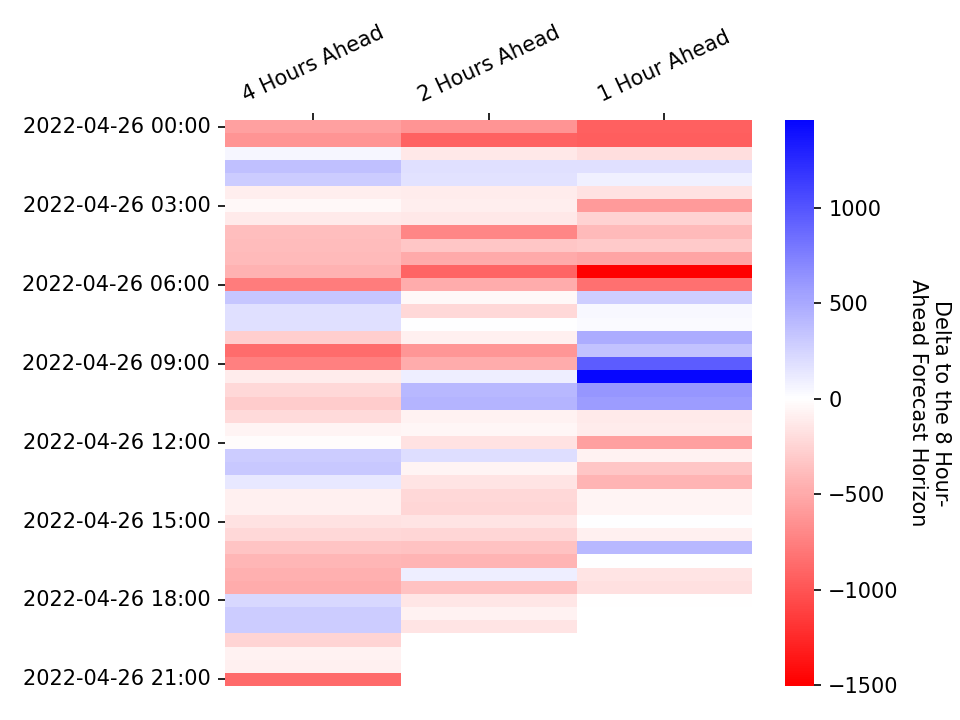 4 Hours Ahead
2 Hours Ahead
1 Hour Ahead
2022-04-26 00:00
2022-04-26 03:00
2022-04-26 06:00
2022-04-26 09:00
2022-04-26 12:00
2022-04-26 15:00
2022-04-26 18:00
2022-04-26 21:00
1000
500
0
−500
−1000
−1500
Delta to the 8 Hour-
Ahead Forecast Horizon